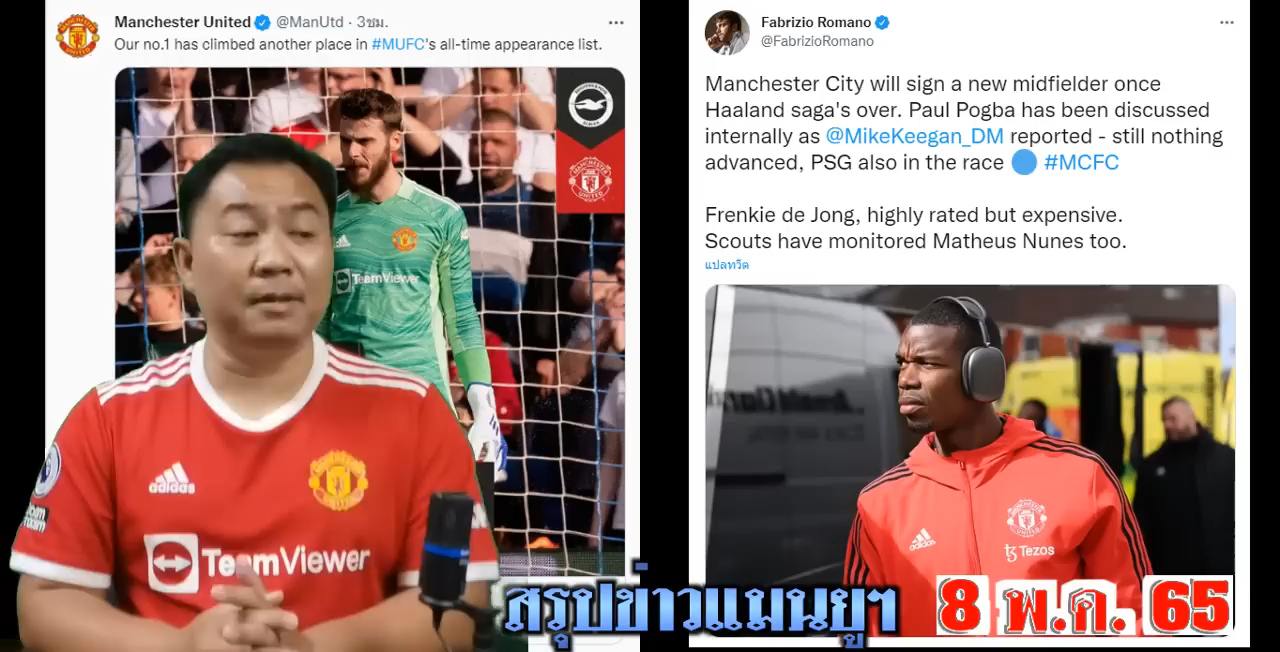 Manchester United @ManUtd · 3ชม.
Our no.1 has climbed another place in #MUFC's all-time appearance list.
TeamViewer
adidas
TeamViewer
Fabrizio Romano
@FabrizioRomano
Manchester City will sign a new midfielder once
Haaland saga's over. Paul Pogba has been discussed
internally as @MikeKeegan_DM reported - still nothing
advanced, PSG also in the race 🔵 #MCFC
Frenkie de Jong, highly rated but expensive.
Scouts have monitored Matheus Nunes too.
แปลทวีต
adidas
Tezos
สรุปข่าวแมนยูฯ 8 พ.ค. 65